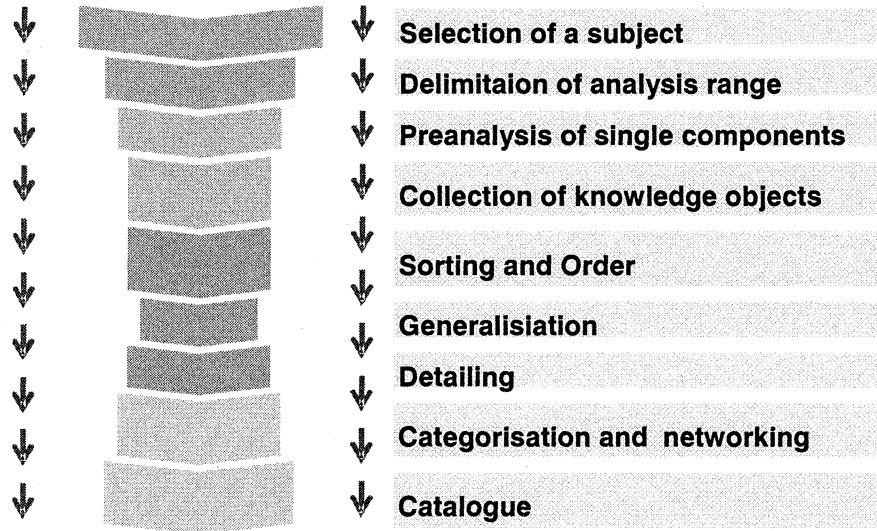 Selection of a subject
Delimitaion of analysis range
Preanalysis of single components
Collection of knowledge objects
Sorting and Order
Generalisiation
Detailing
Categorisation and networking
Catalogue